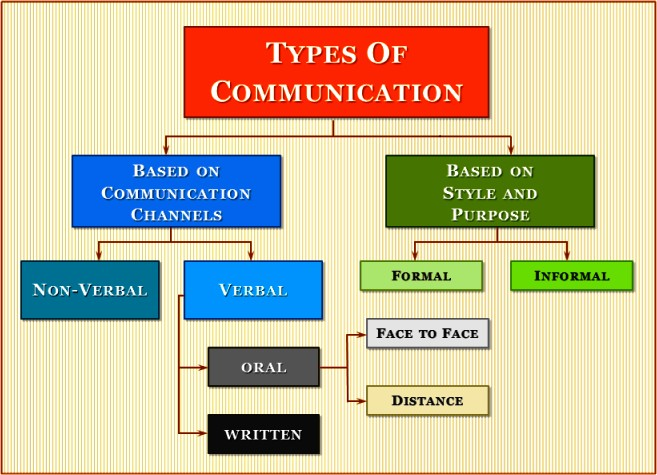 Types Of
Communication
Based on
Communication
Channels
Based on
Style and
Purpose
Non-Verbal
Verbal
Formal
Informal
Face to Face
ORAL
Distance
WRITTEN